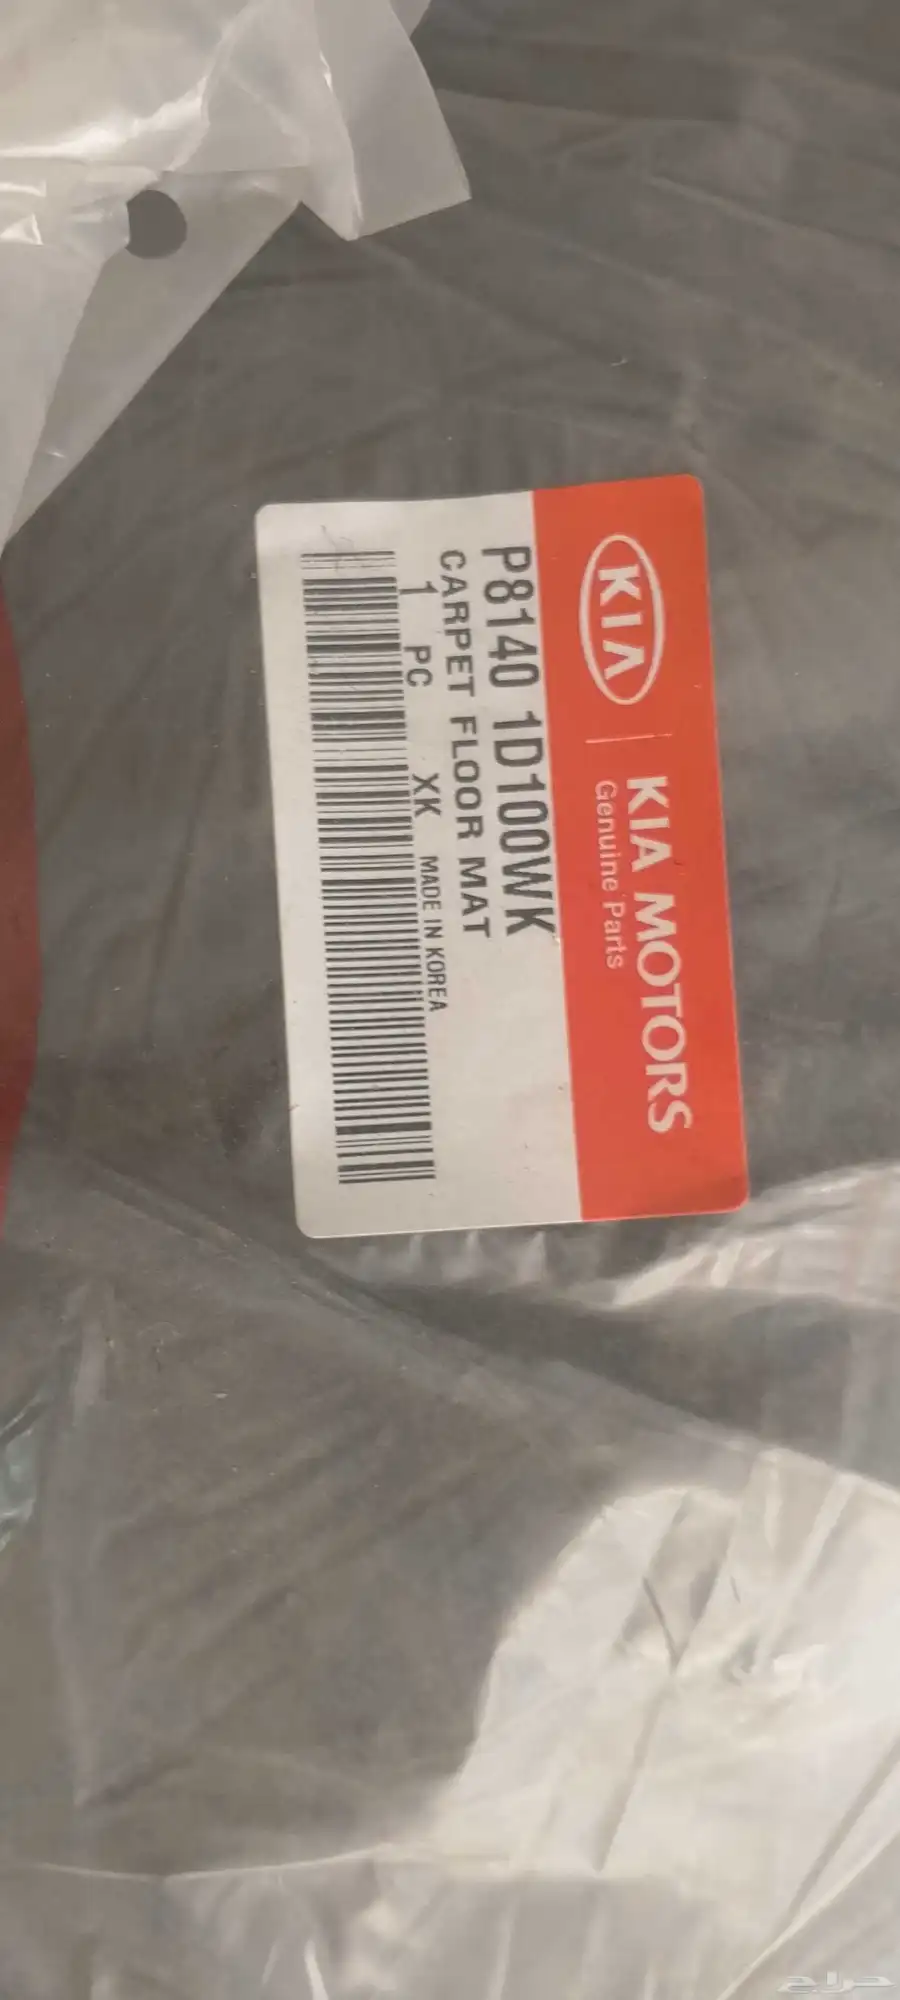 KIA
KIA MOTORS
Genuine Parts
P8140 1D100WK
CARPET FLOOR MAT
1 PC XK MADE IN KOREA
حراج